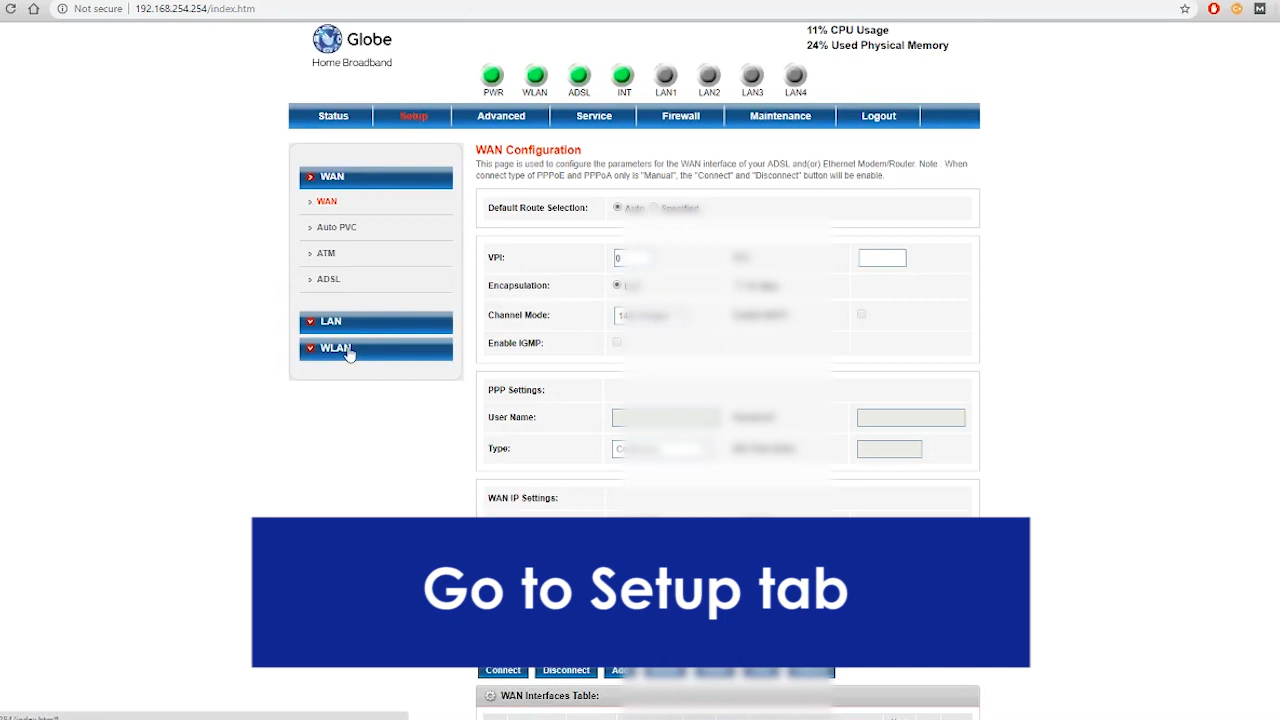 Not secure 192.168.254.254/index.htm
Globe
Home Broadband
11% CPU Usage
24% Used Physical Memory
PWR WLAN ADSL INT LAN1 LAN2 LAN3 LAN4
Status Setup Advanced Service Firewall Maintenance Logout
WAN
WAN
Auto PVC
ATM
ADSL
LAN
WLAN
WAN Configuration
This page is used to configure the parameters for the WAN interface of your ADSL and(or) Ethernet Modem/Router. Note : When
connect type of PPPoE and PPPoA only is "Manual", the "Connect" and "Disconnect" button will be enable.
Default Route Selection: Auto Specified
VPI: 0
Encapsulation:
Channel Mode:
Enable IGMP:
PPP Settings:
User Name:
Type:
WAN IP Settings:
Go to Setup tab
Connect Disconnect
WAN Interfaces Table: